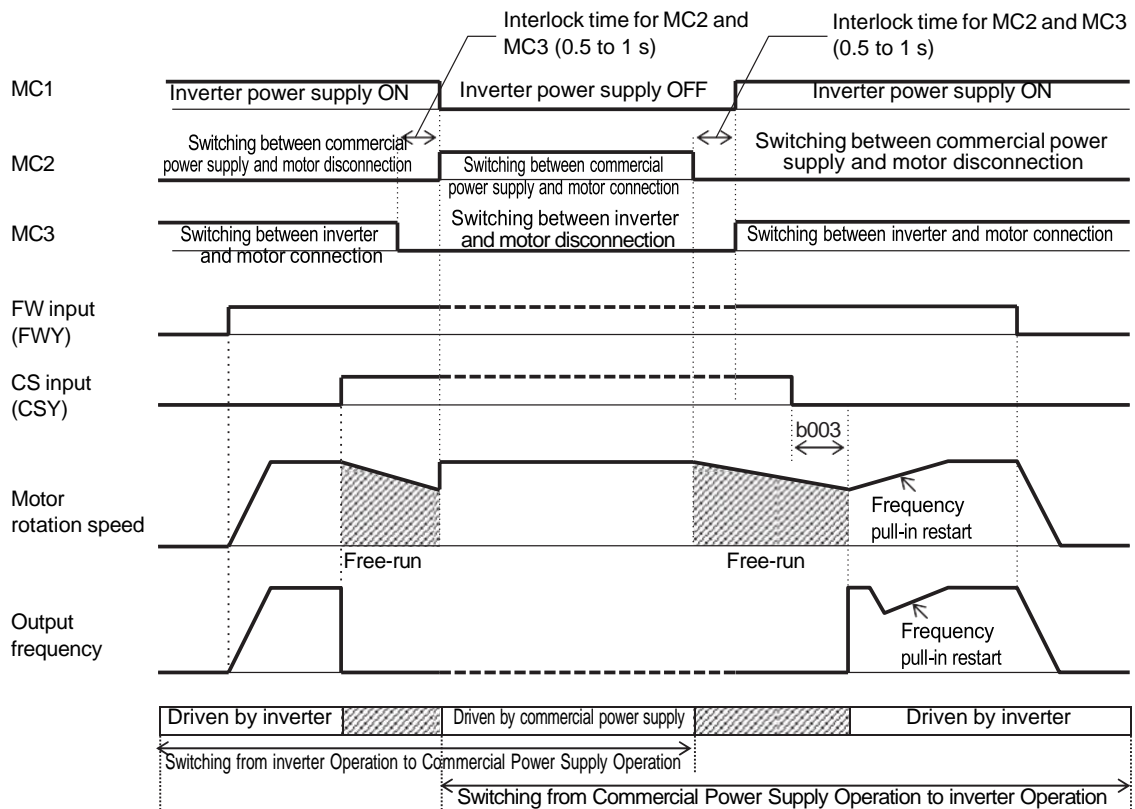 Interlock time for MC2 and
MC3 (0.5 to 1 s)
Interlock time for MC2 and MC3
(0.5 to 1 s)
MC1
Inverter power supply ON
Inverter power supply OFF
Inverter power supply ON
MC2
Switching between commercial
power supply and motor disconnection
Switching between commercial
power supply and motor connection
Switching between commercial power
supply and motor disconnection
MC3
Switching between inverter
and motor connection
Switching between inverter
and motor disconnection
Switching between inverter and motor connection
FW input
(FWY)
CS input
(CSY)
b003
Motor
rotation speed
Free-run
Free-run
Frequency
pull-in restart
Output
frequency
Frequency
pull-in restart
Driven by inverter
Driven by commercial power supply
Driven by inverter
Switching from inverter Operation to Commercial Power Supply Operation
Switching from Commercial Power Supply Operation to inverter Operation